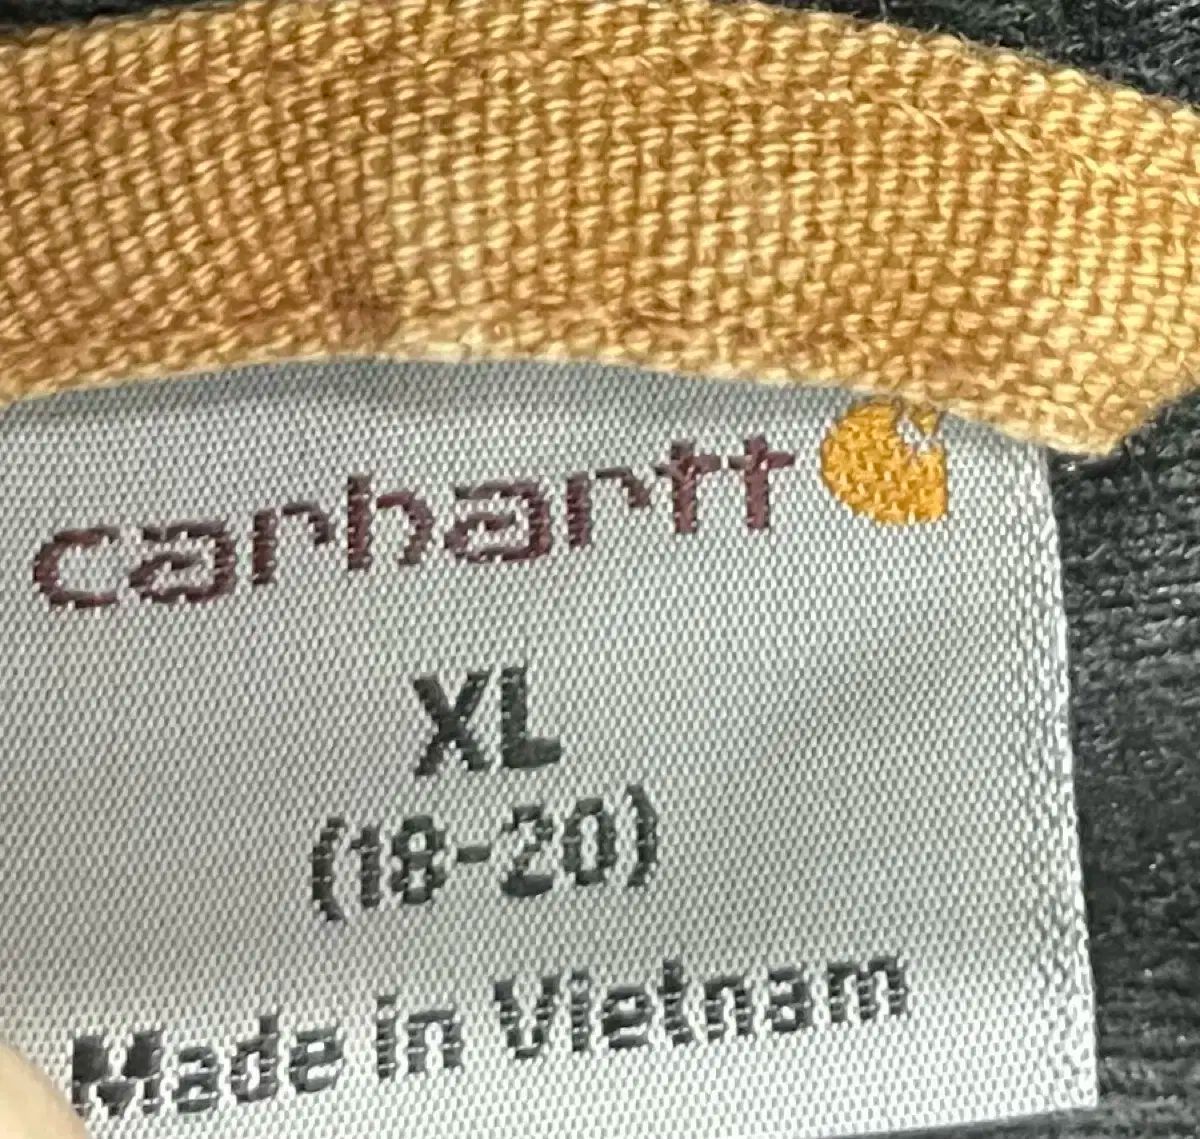 carhartt
XL
(18-20)
Made in Vietnam